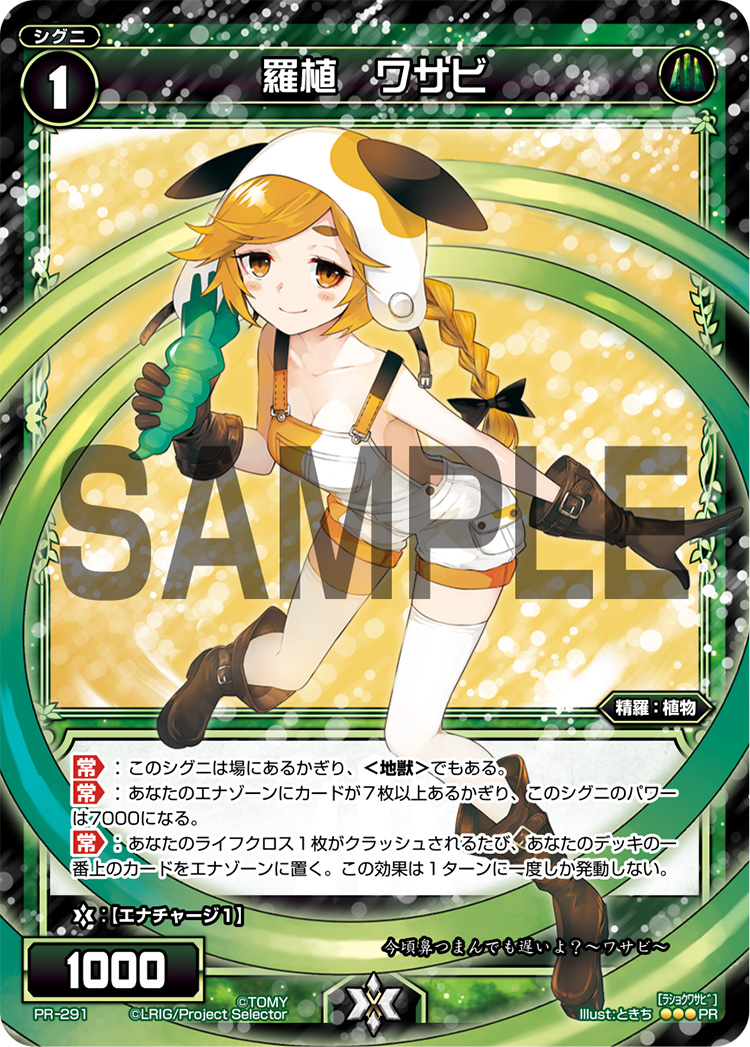 シグニ
1
羅植 ワサビ
SAMPLE
精羅：植物
常：このシグニは場にあるかぎり、＜地獣＞でもある。
常：あなたのエナゾーンにカードが７枚以上あるかぎり、このシグニのパワー
は7000になる。
常：あなたのライフクロス１枚がクラッシュされるたび、あなたのデッキの一
番上のカードをエナゾーンに置く。この効果は１ターンに一度しか発動しない。
：【エナチャージ１】
今頃鼻つまんでも遅いよ？～ワサビ～
1000
PR-291
©TOMY
©LRIG/Project Selector
[ラショクワサビ]
Illust:ときち
PR